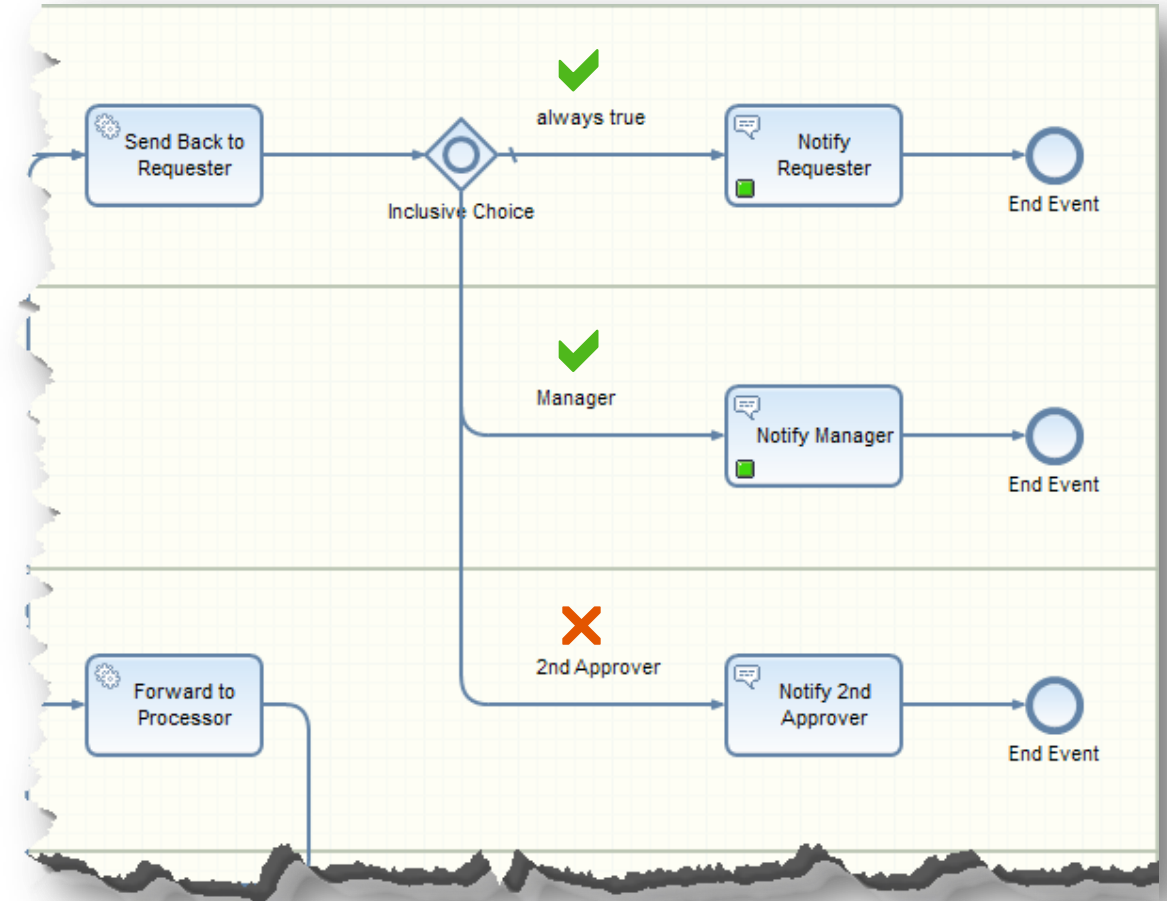 always true
Send Back to
Requester
Notify
Requester
Inclusive Choice
End Event
Manager
Notify Manager
End Event
2nd Approver
Forward to
Processor
Notify 2nd
Approver
End Event